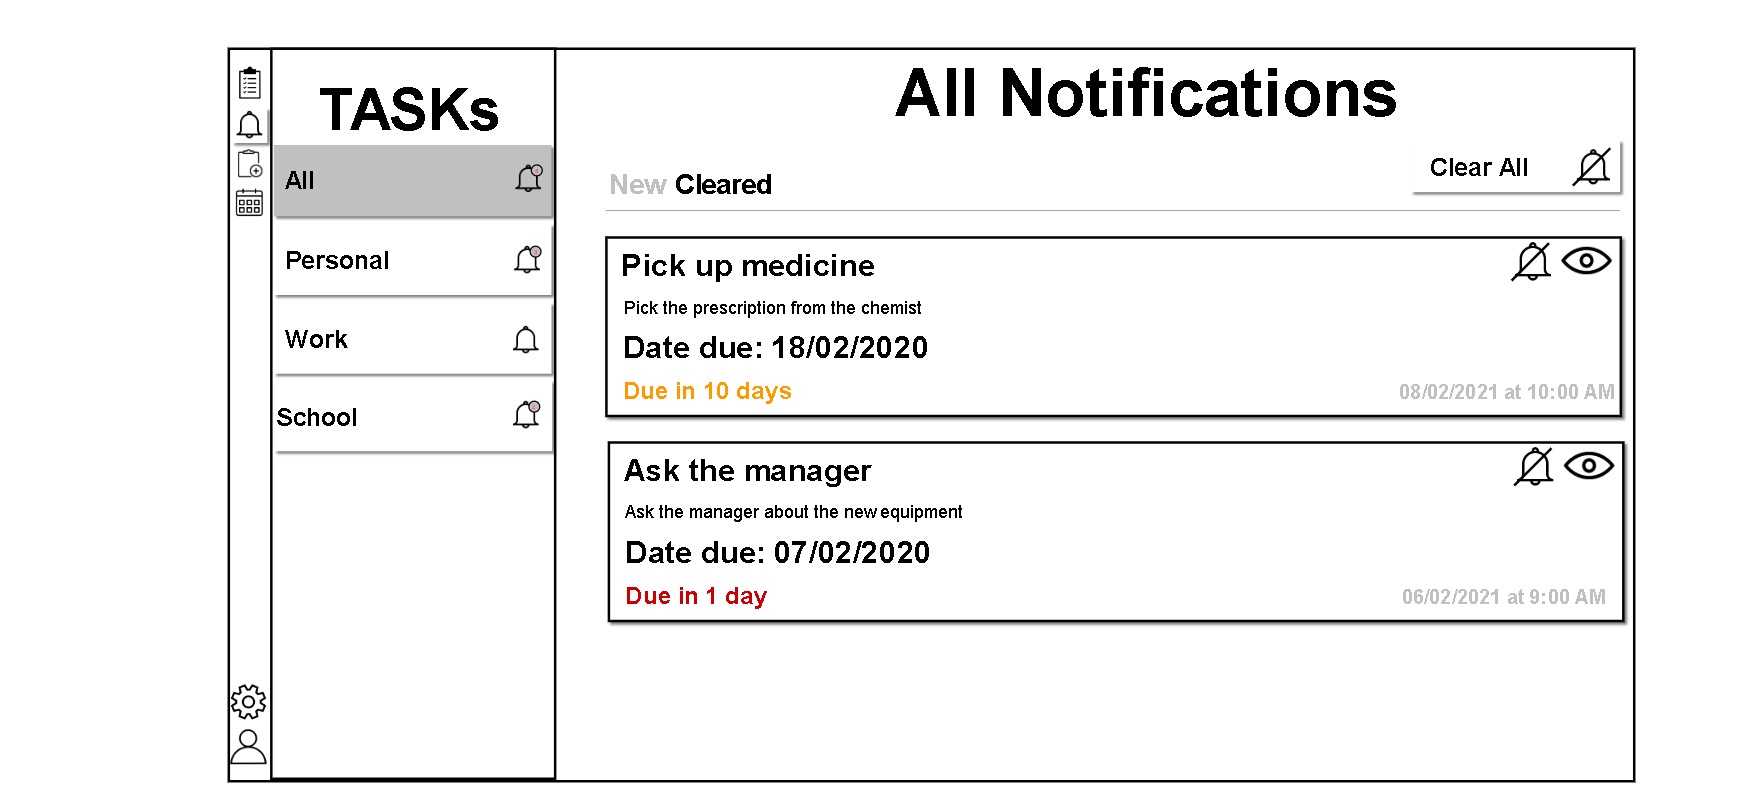 TASKs
All
Personal
Work
School
All Notifications
New Cleared
Clear All
Pick up medicine
Pick the prescription from the chemist
Date due: 18/02/2020
Due in 10 days
08/02/2021 at 10:00 AM
Ask the manager
Ask the manager about the new equipment
Date due: 07/02/2020
Due in 1 day
06/02/2021 at 9:00 AM